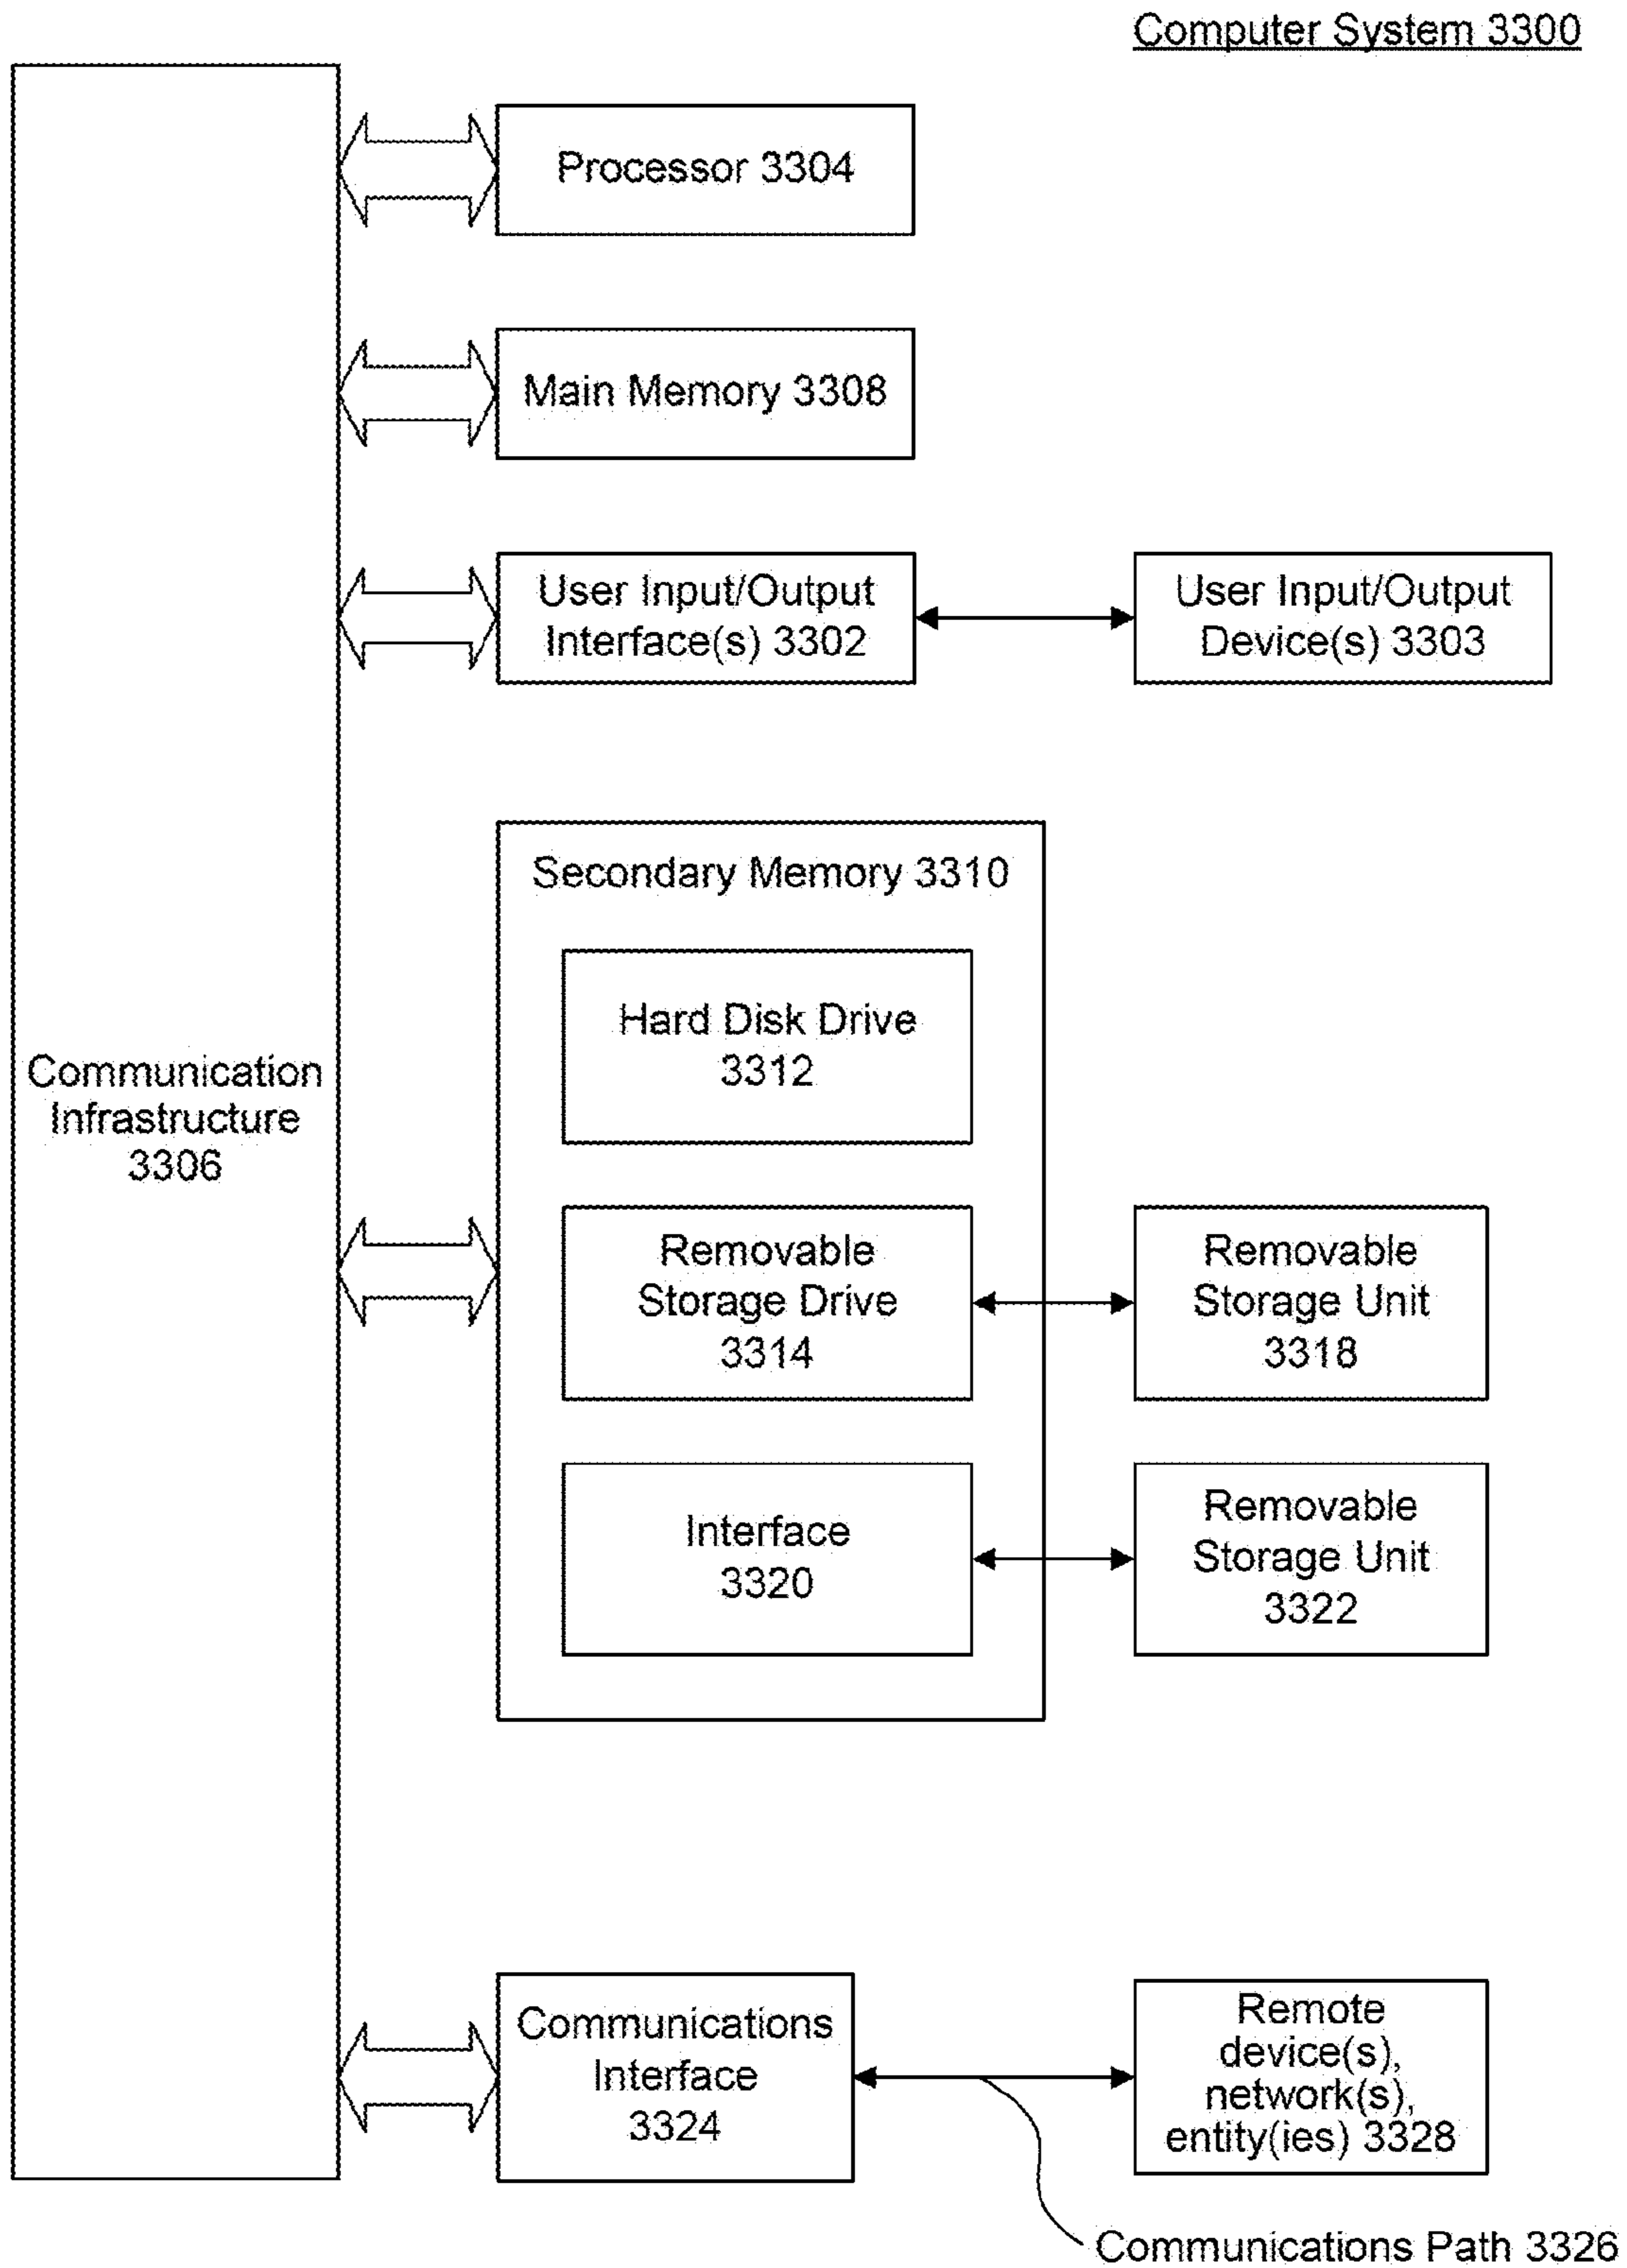 Computer System 3300
Processor 3304
Main Memory 3308
User Input/Output
Interface(s) 3302
User Input/Output
Device(s) 3303
Secondary Memory 3310
Hard Disk Drive
3312
Communication
Infrastructure
3306
Removable
Storage Drive
3314
Removable
Storage Unit
3318
Interface
3320
Removable
Storage Unit
3322
Communications
Interface
3324
Remote
device(s),
network(s),
entity(ies) 3328
Communications Path 3326